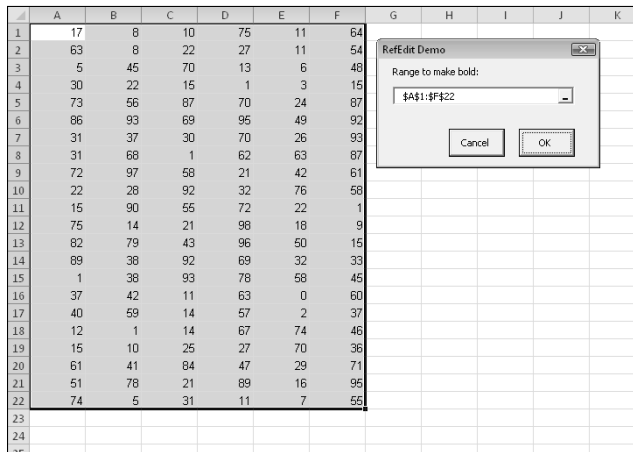 A B C D E F G H I J K
1 17 8 10 75 11 64
2 63 8 22 27 11 54
3 5 45 70 13 6 48
4 30 22 15 1 3 15
5 73 56 87 70 24 87
6 86 93 69 95 49 92
7 31 37 30 70 26 93
8 31 68 1 62 63 87
9 72 97 58 21 42 61
10 22 28 92 32 76 58
11 15 90 55 72 22 1
12 75 14 21 98 18 9
13 82 79 43 96 50 15
14 89 38 92 69 32 33
15 1 38 93 78 58 45
16 37 42 11 63 0 60
17 40 59 14 57 2 37
18 12 1 14 67 74 46
19 15 10 25 27 70 36
20 61 41 84 47 29 71
21 51 78 21 89 16 95
22 74 5 31 11 7 55
23
24
25
RefEdit Demo
Range to make bold:
$A$1:$F$22
Cancel OK